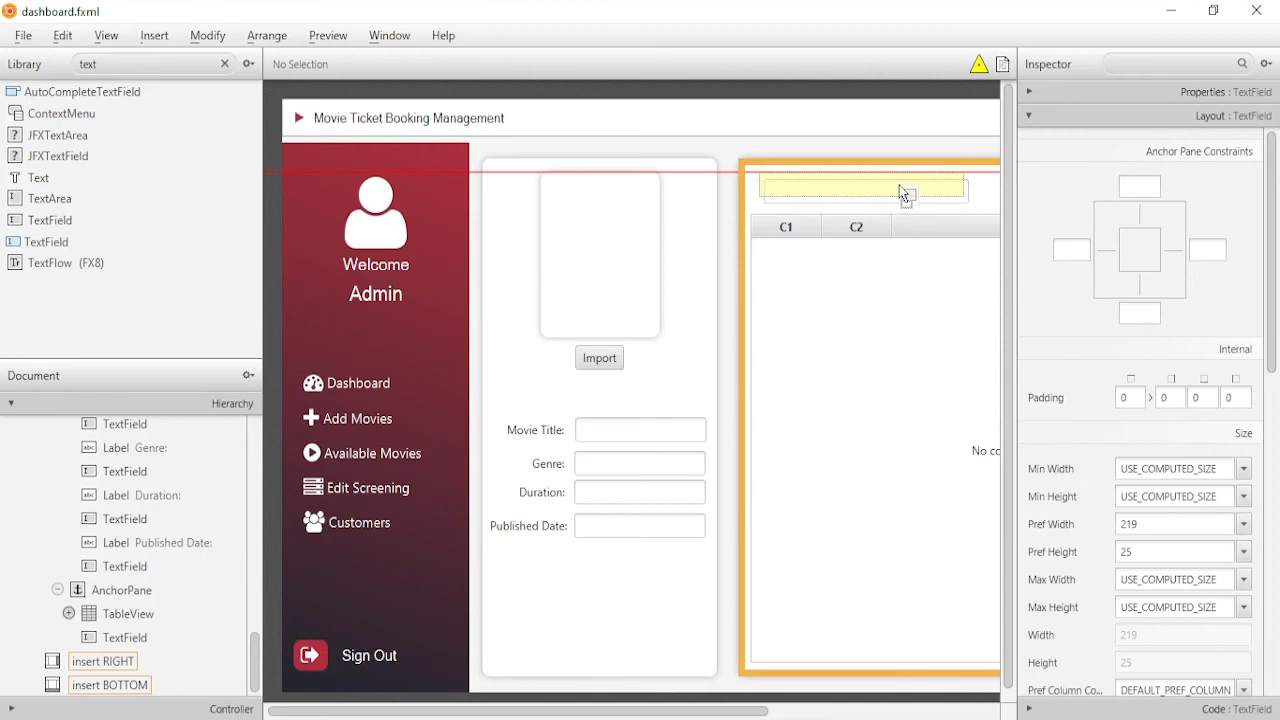 dashboard.fxml
File Edit View Insert Modify Arrange Preview Window Help
Library text No Selection Inspector
AutoCompleteTextField
ContextMenu
JFXTextArea
JFXTextField
Text
TextArea
TextField
TextField
TextFlow (FX8)
Document
Hierarchy
TextField
Label Genre:
TextField
Label Duration:
TextField
Label Published Date:
TextField
AnchorPane
TableView
TextField
insert RIGHT
insert BOTTOM
Controller
Movie Ticket Booking Management
Welcome
Admin
Dashboard
Add Movies
Available Movies
Edit Screening
Customers
Sign Out
Import
Movie Title:
Genre:
Duration:
Published Date:
C1 C2
No co
Properties : TextField
Layout : TextField
Anchor Pane Constraints
Internal
Padding 0 0 0 0
Size
Min Width USE_COMPUTED_SIZE
Min Height USE_COMPUTED_SIZE
Pref Width 219
Pref Height 25
Max Width USE_COMPUTED_SIZE
Max Height USE_COMPUTED_SIZE
Width 219
Height 25
Pref Column Co... DEFAULT_PREF_COLUMN
Code : TextField